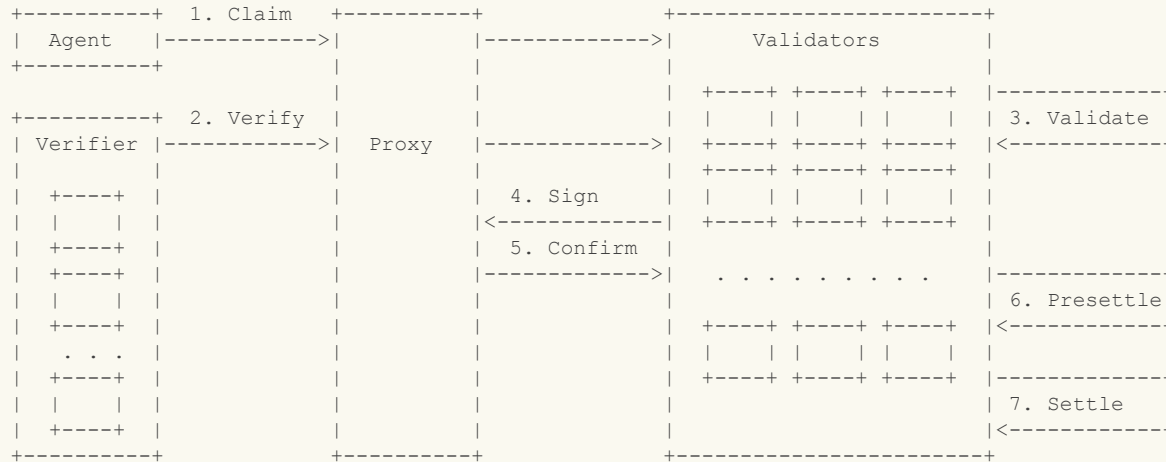 1. Claim
Agent Validators
2. Verify 3. Validate
Verifier Proxy
4. Sign
5. Confirm
. . . . . . . . .
6. Presettle
. . .
7. Settle